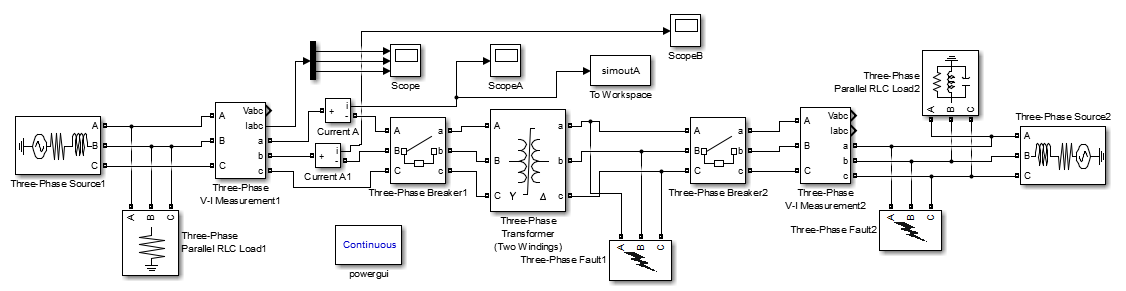 ScopeB
Scope
ScopeA
simoutA
To Workspace
Three-Phase
Parallel RLC Load2
A B C
Three-Phase Source1
A
B
C
A
B
C
Vabc
Iabc
a
b
c
Three-Phase
V-I Measurement1
+
i
-
Current A
+
i
-
Current A1
A
B
C
a
b
c
Three-Phase Breaker1
A
B
C
a
b
c
Y Δ
Three-Phase
Transformer
(Two Windings)
A
B
C
a
b
c
Three-Phase Breaker2
A
B
C
Vabc
Iabc
a
b
c
Three-Phase
V-I Measurement2
Three-Phase Source2
A
B
C
A B C
Three-Phase
Parallel RLC Load1
Continuous
powergui
A B C
Three-Phase Fault1
A B C
Three-Phase Fault2